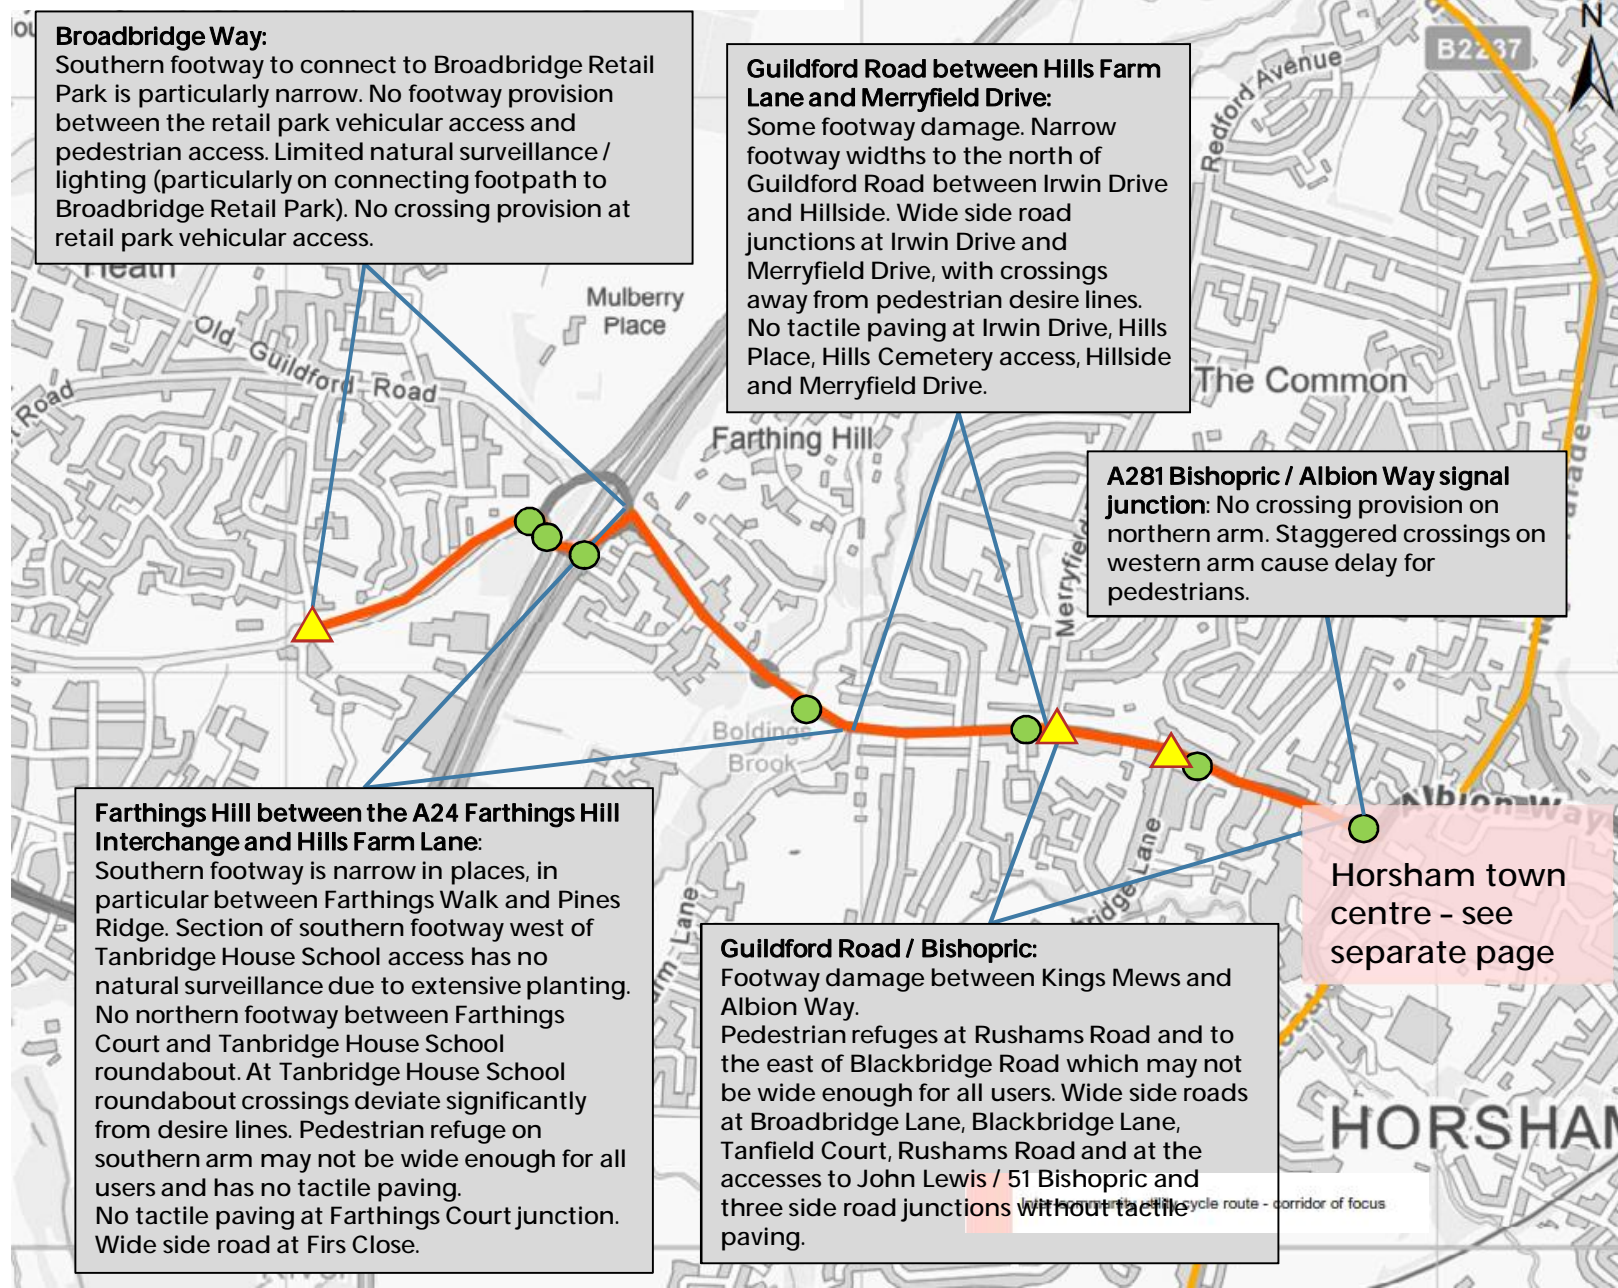 Broadbridge Way:
Southern footway to connect to Broadbridge Retail
Park is particularly narrow. No footway provision
between the retail park vehicular access and
pedestrian access. Limited natural surveillance /
lighting (particularly on connecting footpath to
Broadbridge Retail Park). No crossing provision at
retail park vehicular access.
Guildford Road between Hills Farm
Lane and Merryfield Drive:
Some footway damage. Narrow
footway widths to the north of
Guildford Road between Irwin Drive
and Hillside. Wide side road
junctions at Irwin Drive and
Merryfield Drive, with crossings
away from pedestrian desire lines.
No tactile paving at Irwin Drive, Hills
Place, Hills Cemetery access, Hillside
and Merryfield Drive.
N
B2237
Redford Avenue
Heath
Mulberry
Place
Old Guildford Road
Road
The Common
Farthing Hill
A281 Bishopric / Albion Way signal
junction: No crossing provision on
northern arm. Staggered crossings on
western arm cause delay for
pedestrians.
Merryfield
Boldings
Brook
Albion Way
Farthings Hill between the A24 Farthings Hill
Interchange and Hills Farm Lane:
Southern footway is narrow in places, in
particular between Farthings Walk and Pines
Ridge. Section of southern footway west of
Tanbridge House School access has no
natural surveillance due to extensive planting.
No northern footway between Farthings
Court and Tanbridge House School
roundabout. At Tanbridge House School
roundabout crossings deviate significantly
from desire lines. Pedestrian refuge on
southern arm may not be wide enough for all
users and has no tactile paving.
No tactile paving at Farthings Court junction.
Wide side road at Firs Close.
Lane
bridge Lane
Horsham town
centre – see
separate page
Guildford Road / Bishopric:
Footway damage between Kings Mews and
Albion Way.
Pedestrian refuges at Rushams Road and to
the east of Blackbridge Road which may not
be wide enough for all users. Wide side roads
at Broadbridge Lane, Blackbridge Lane,
Tanfield Court, Rushams Road and at the
accesses to John Lewis / 51 Bishopric and
three side road junctions without tactile
paving.
HORSHAM
Inter-community utility cycle route - corridor of focus